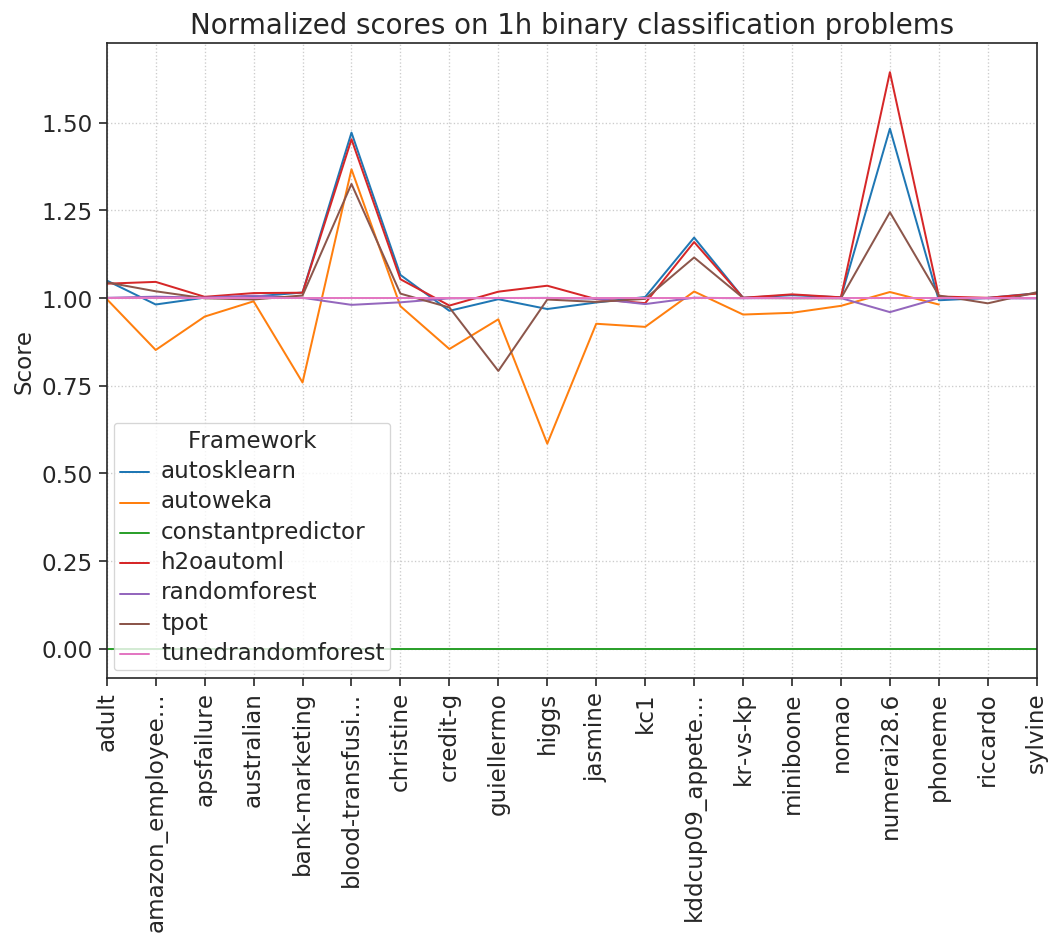 Normalized scores on 1h binary classification problems
Score
1.50
1.25
1.00
0.75
0.50
0.25
0.00
Framework
autosklearn
autoweka
constantpredictor
h2oautoml
randomforest
tpot
tunedrandomforest
adult
amazon_employee...
apsfailure
australian
bank-marketing
blood-transfusi...
christine
credit-g
guiellermo
higgs
jasmine
kc1
kddcup09_appete...
kr-vs-kp
miniboone
nomao
numerai28.6
phoneme
riccardo
sylvine